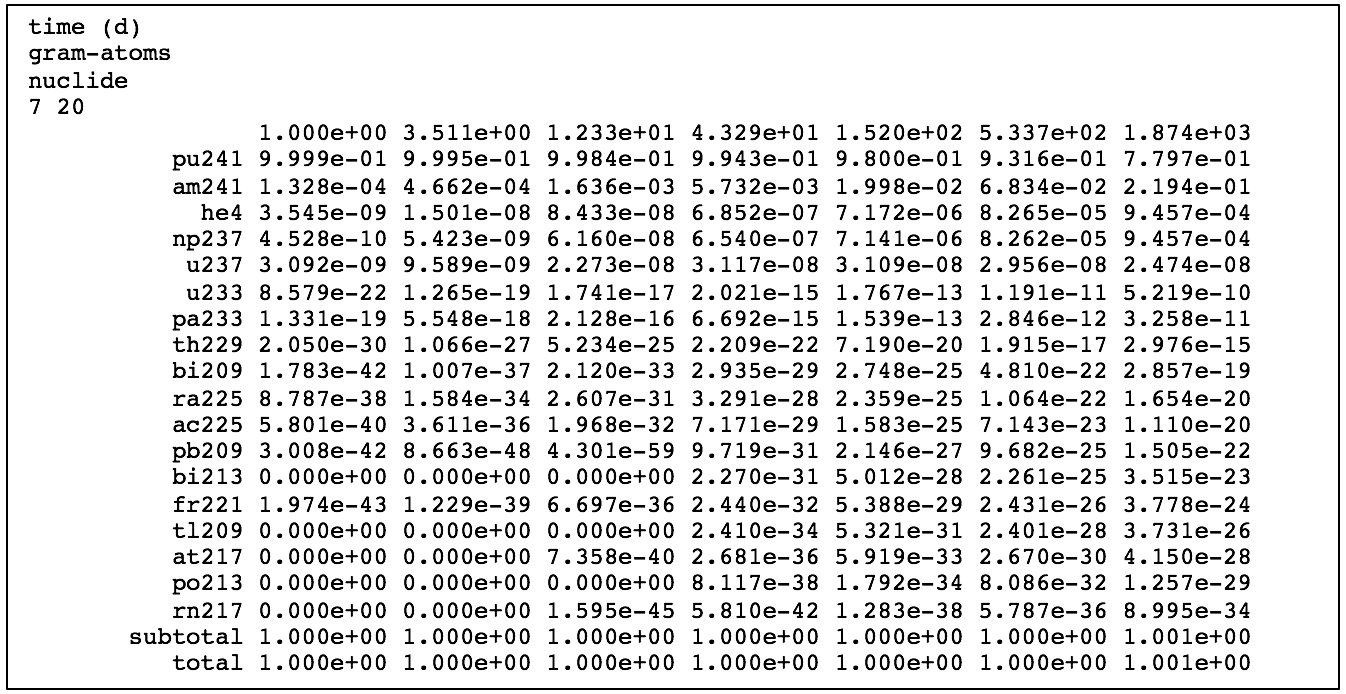 time (d)
gram-atoms
nuclide
7 20
1.000e+00 3.511e+00 1.233e+01 4.329e+01 1.520e+02 5.337e+02 1.874e+03
pu241 9.999e-01 9.995e-01 9.984e-01 9.943e-01 9.800e-01 9.316e-01 7.797e-01
am241 1.328e-04 4.662e-04 1.636e-03 5.732e-03 1.998e-02 6.834e-02 2.194e-01
he4 3.545e-09 1.501e-08 8.433e-08 6.852e-07 7.172e-06 8.265e-05 9.457e-04
np237 4.528e-10 5.423e-09 6.160e-08 6.540e-07 7.141e-06 8.262e-05 9.457e-04
u237 3.092e-09 9.589e-09 2.273e-08 3.117e-08 3.109e-08 2.956e-08 2.474e-08
u233 8.579e-22 1.265e-19 1.741e-17 2.021e-15 1.767e-13 1.191e-11 5.219e-10
pa233 1.331e-19 5.548e-18 2.128e-16 6.692e-15 1.539e-13 2.846e-12 3.258e-11
th229 2.050e-30 1.066e-27 5.234e-25 2.209e-22 7.190e-20 1.915e-17 2.976e-15
bi209 1.783e-42 1.007e-37 2.120e-33 2.935e-29 2.748e-25 4.810e-22 2.857e-19
ra225 8.787e-38 1.584e-34 2.607e-31 3.291e-28 2.359e-25 1.064e-22 1.654e-20
ac225 5.801e-40 3.611e-36 1.968e-32 7.171e-29 1.583e-25 7.143e-23 1.110e-20
pb209 3.008e-42 8.663e-48 4.301e-59 9.719e-31 2.146e-27 9.682e-25 1.505e-22
bi213 0.000e+00 0.000e+00 0.000e+00 2.270e-31 5.012e-28 2.261e-25 3.515e-23
fr221 1.974e-43 1.229e-39 6.697e-36 2.440e-32 5.388e-29 2.431e-26 3.778e-24
tl209 0.000e+00 0.000e+00 0.000e+00 2.410e-34 5.321e-31 2.401e-28 3.731e-26
at217 0.000e+00 0.000e+00 7.358e-40 2.681e-36 5.919e-33 2.670e-30 4.150e-28
po213 0.000e+00 0.000e+00 0.000e+00 8.117e-38 1.792e-34 8.086e-32 1.257e-29
rn217 0.000e+00 0.000e+00 1.595e-45 5.810e-42 1.283e-38 5.787e-36 8.995e-34
subtotal 1.000e+00 1.000e+00 1.000e+00 1.000e+00 1.000e+00 1.000e+00 1.001e+00
total 1.000e+00 1.000e+00 1.000e+00 1.000e+00 1.000e+00 1.000e+00 1.001e+00